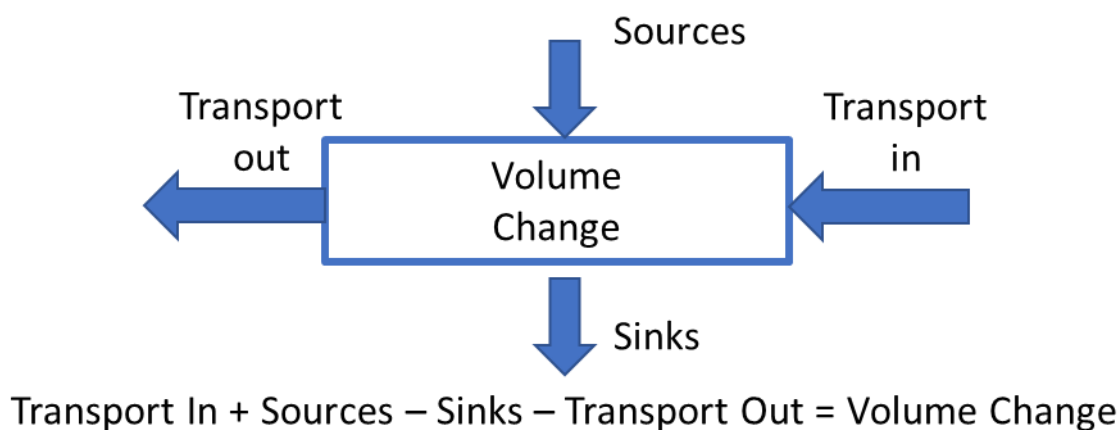 Sources
Transport
out
Transport
in
Volume
Change
Sinks
Transport In + Sources – Sinks – Transport Out = Volume Change